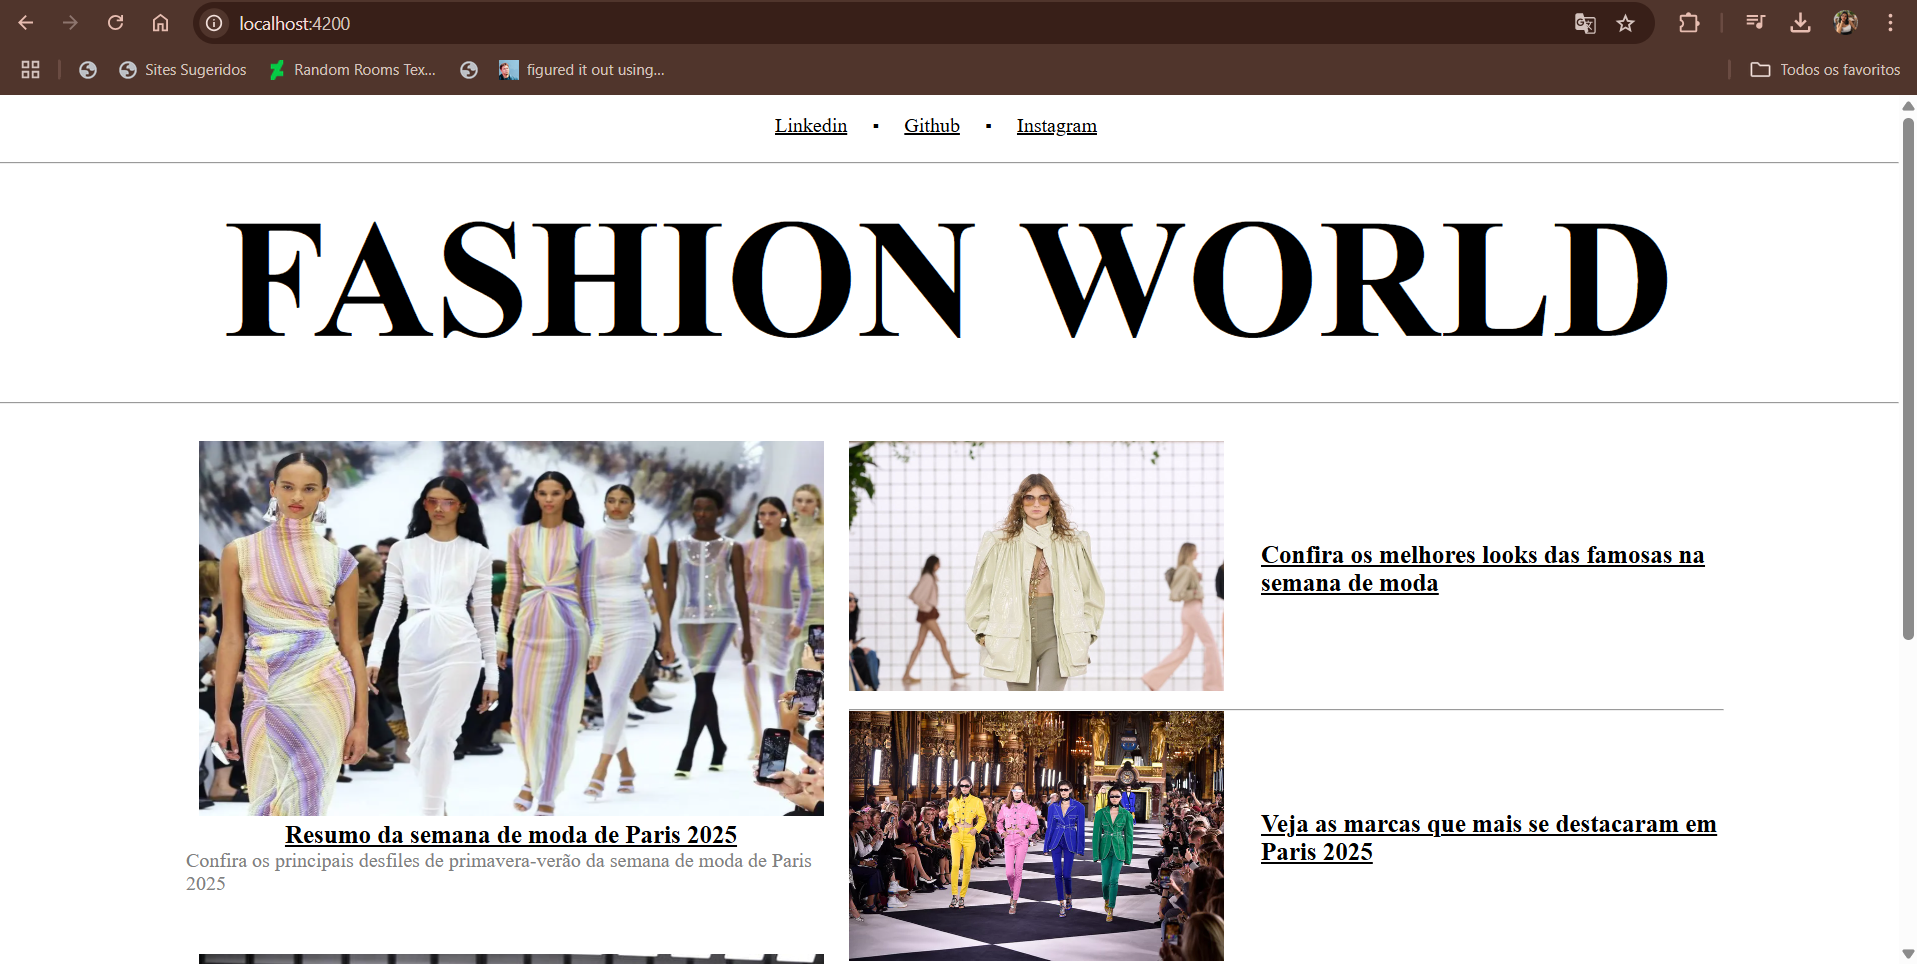 localhost:4200
Sites Sugeridos
Random Rooms Tex...
figured it out using...
Todos os favoritos
Linkedin ▪ Github ▪ Instagram
FASHION WORLD
Confira os melhores looks das famosas na
semana de moda
Resumo da semana de moda de Paris 2025
Confira os principais desfiles de primavera-verão da semana de moda de Paris
2025
Veja as marcas que mais se destacaram em
Paris 2025